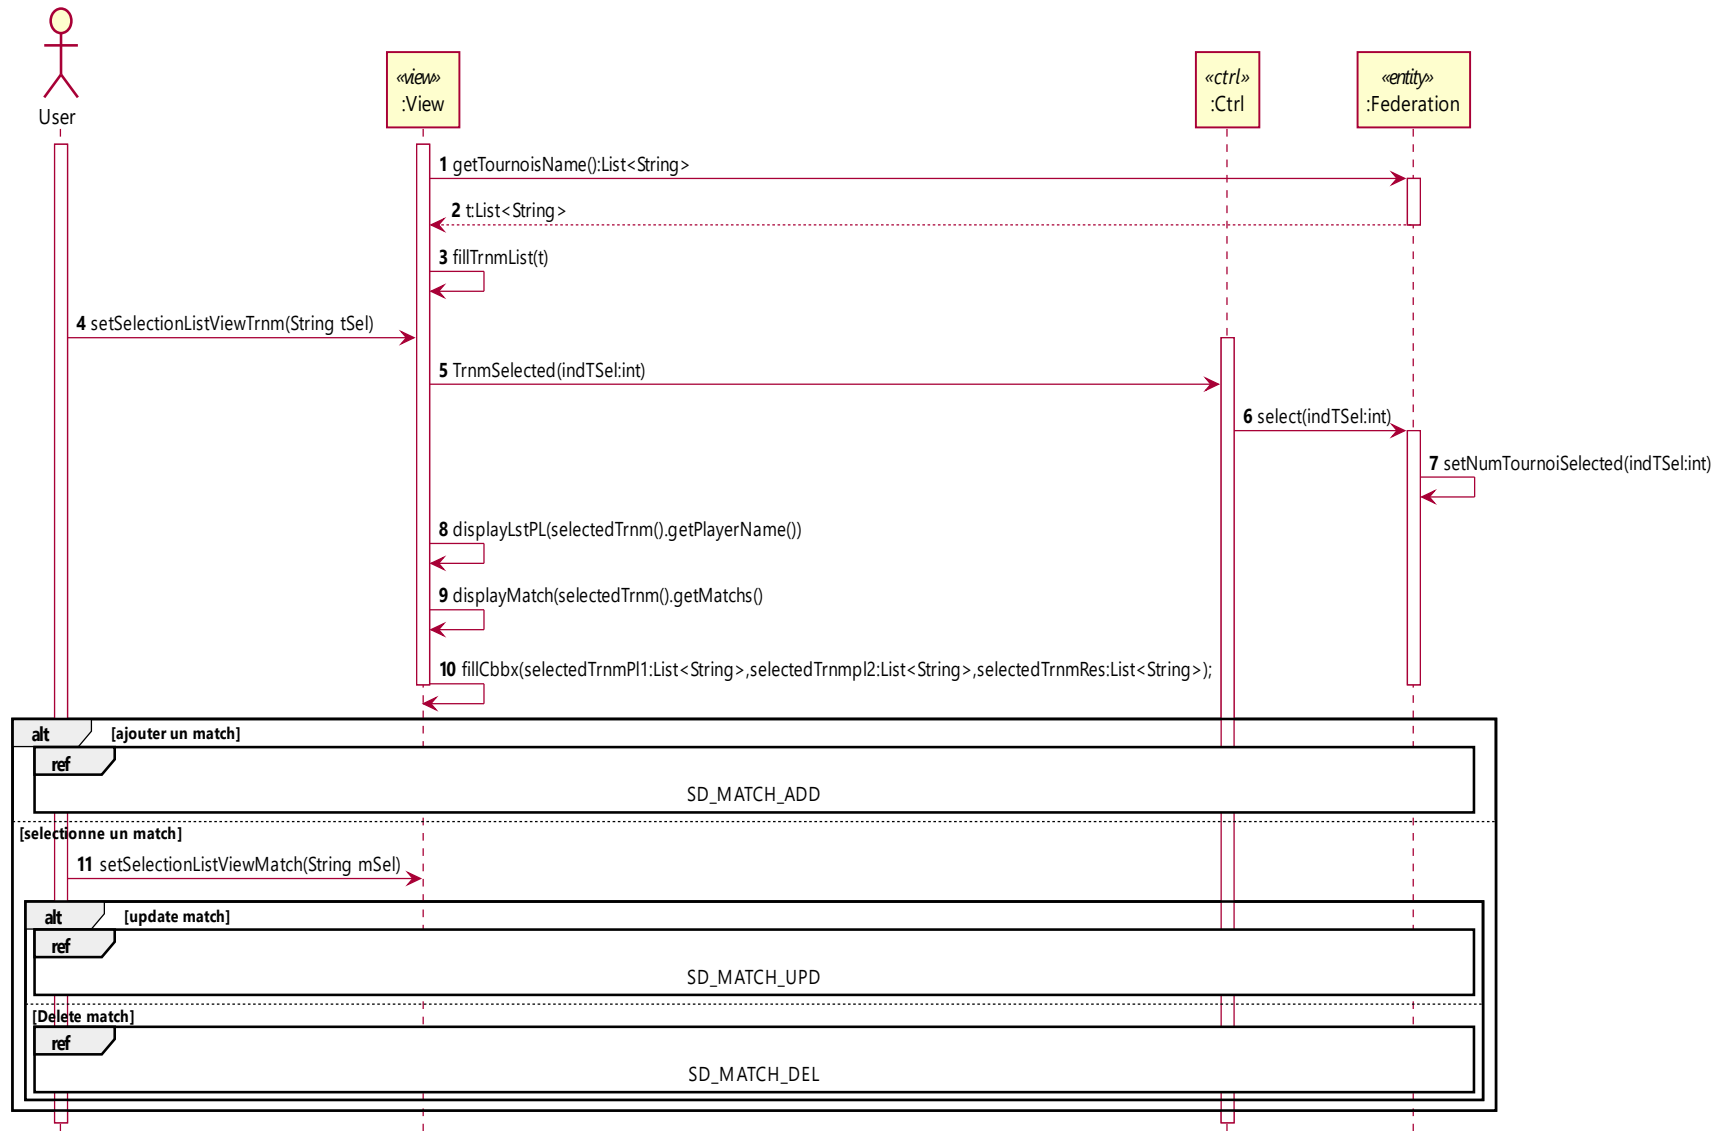 User
«view»
:View
«ctrl»
:Ctrl
«entity»
:Federation
1 getTournoisName():List<String>
2 t:List<String>
3 fillTrnmList(t)
4 setSelectionListViewTrnm(String tSel)
5 TrnmSelected(indTSel:int)
6 select(indTSel:int)
7 setNumTournoiSelected(indTSel:int)
8 displayLstPL(selectedTrnm().getPlayerName())
9 displayMatch(selectedTrnm().getMatchs()
10 fillCbbx(selectedTrnmPl1:List<String>,selectedTrnmpl2:List<String>,selectedTrnmRes:List<String>);
alt [ajouter un match]
ref
SD_MATCH_ADD
[selectionne un match]
11 setSelectionListViewMatch(String mSel)
alt [update match]
ref
SD_MATCH_UPD
[Delete match]
ref
SD_MATCH_DEL